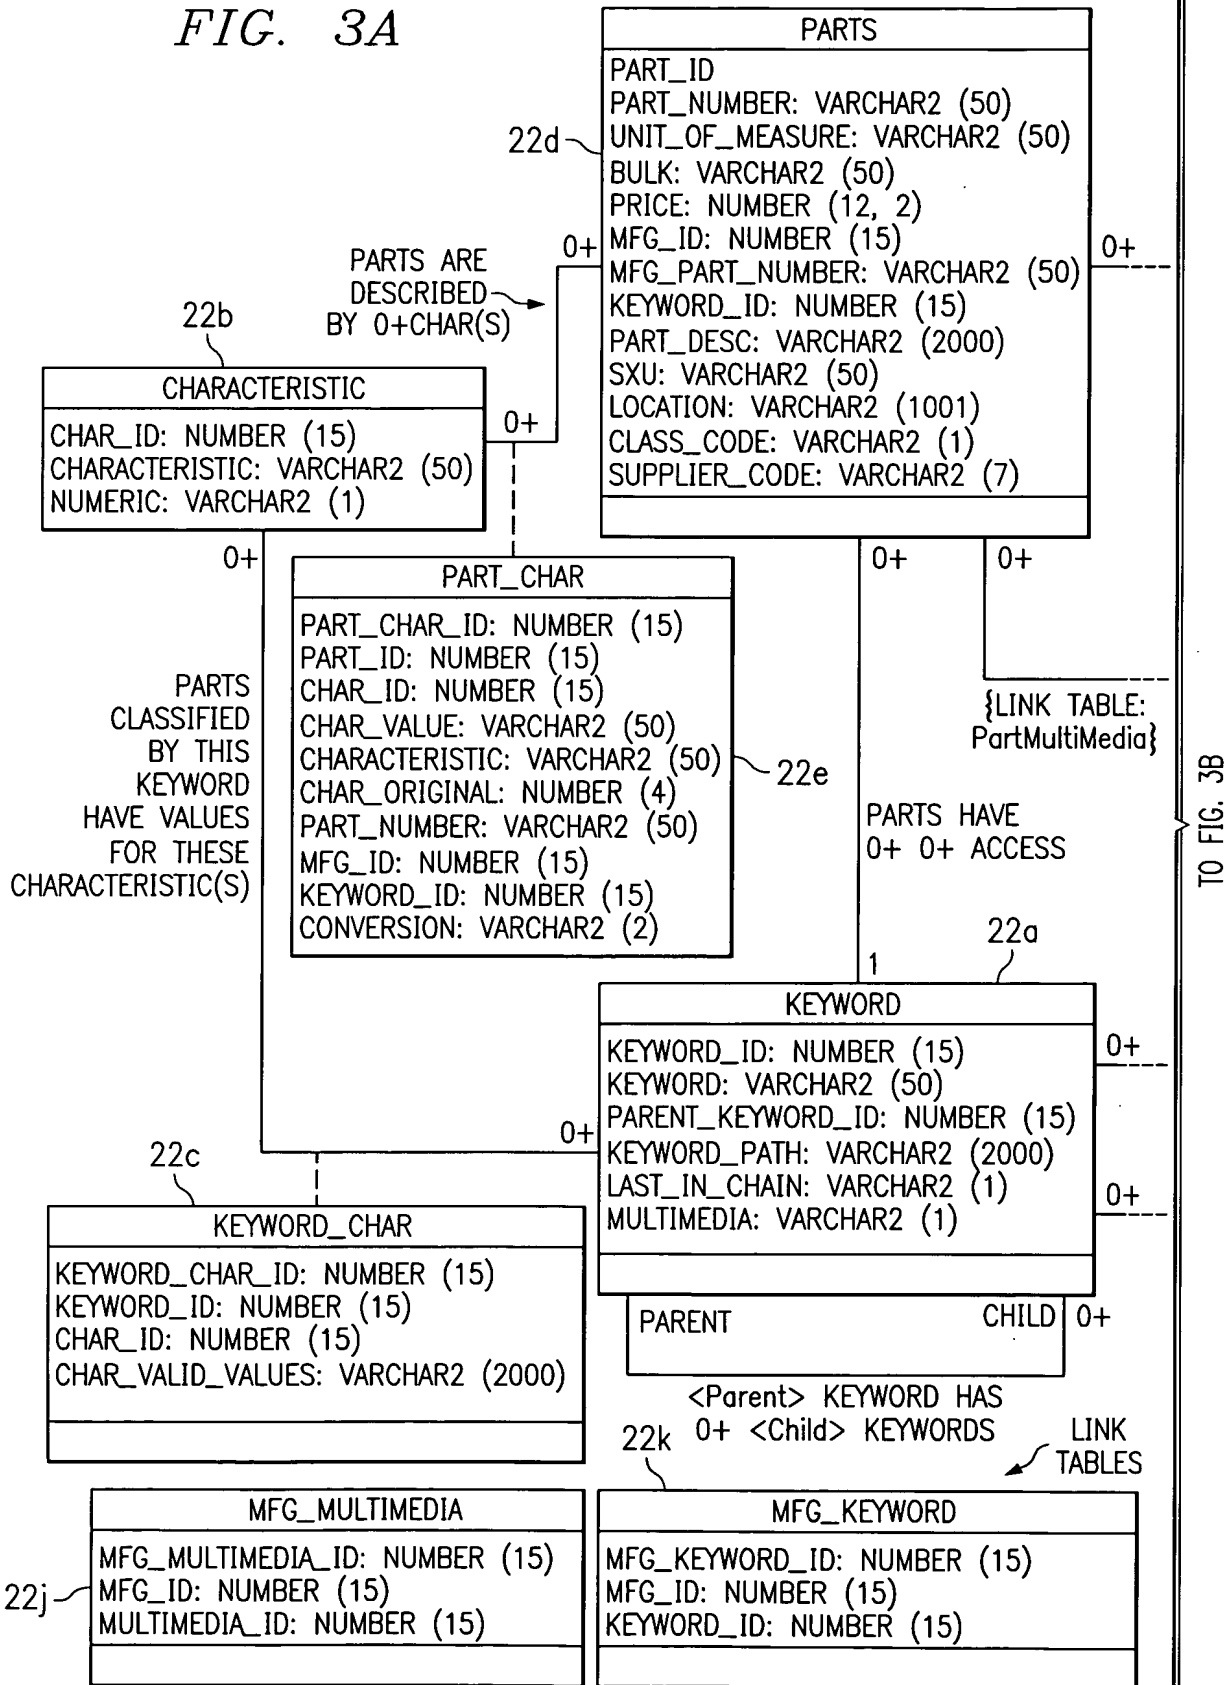 FIG. 3A
PARTS
PART_ID
PART_NUMBER: VARCHAR2 (50)
UNIT_OF_MEASURE: VARCHAR2 (50)
BULK: VARCHAR2 (50)
PRICE: NUMBER (12, 2)
MFG_ID: NUMBER (15)
MFG_PART_NUMBER: VARCHAR2 (50)
KEYWORD_ID: NUMBER (15)
PART_DESC: VARCHAR2 (2000)
SXU: VARCHAR2 (50)
LOCATION: VARCHAR2 (1001)
CLASS_CODE: VARCHAR2 (1)
SUPPLIER_CODE: VARCHAR2 (7)
22d
0+
0+
PARTS ARE
DESCRIBED
BY 0+CHAR(S)
22b
CHARACTERISTIC
CHAR_ID: NUMBER (15)
CHARACTERISTIC: VARCHAR2 (50)
NUMERIC: VARCHAR2 (1)
0+
0+
0+
0+
PART_CHAR
PART_CHAR_ID: NUMBER (15)
PART_ID: NUMBER (15)
CHAR_ID: NUMBER (15)
CHAR_VALUE: VARCHAR2 (50)
CHARACTERISTIC: VARCHAR2 (50)
CHAR_ORIGINAL: NUMBER (4)
PART_NUMBER: VARCHAR2 (50)
MFG_ID: NUMBER (15)
KEYWORD_ID: NUMBER (15)
CONVERSION: VARCHAR2 (2)
22e
PARTS
CLASSIFIED
BY THIS
KEYWORD
HAVE VALUES
FOR THESE
CHARACTERISTIC(S)
{LINK TABLE:
PartMultiMedia}
PARTS HAVE
0+ 0+ ACCESS
TO FIG. 3B
22a
1
KEYWORD
KEYWORD_ID: NUMBER (15)
KEYWORD: VARCHAR2 (50)
PARENT_KEYWORD_ID: NUMBER (15)
KEYWORD_PATH: VARCHAR2 (2000)
LAST_IN_CHAIN: VARCHAR2 (1)
MULTIMEDIA: VARCHAR2 (1)
0+
0+
0+
22c
KEYWORD_CHAR
KEYWORD_CHAR_ID: NUMBER (15)
KEYWORD_ID: NUMBER (15)
CHAR_ID: NUMBER (15)
CHAR_VALID_VALUES: VARCHAR2 (2000)
PARENT
CHILD
0+
<Parent> KEYWORD HAS
0+ <Child> KEYWORDS
LINK
TABLES
22k
MFG_MULTIMEDIA
MFG_MULTIMEDIA_ID: NUMBER (15)
MFG_ID: NUMBER (15)
MULTIMEDIA_ID: NUMBER (15)
22j
MFG_KEYWORD
MFG_KEYWORD_ID: NUMBER (15)
MFG_ID: NUMBER (15)
KEYWORD_ID: NUMBER (15)